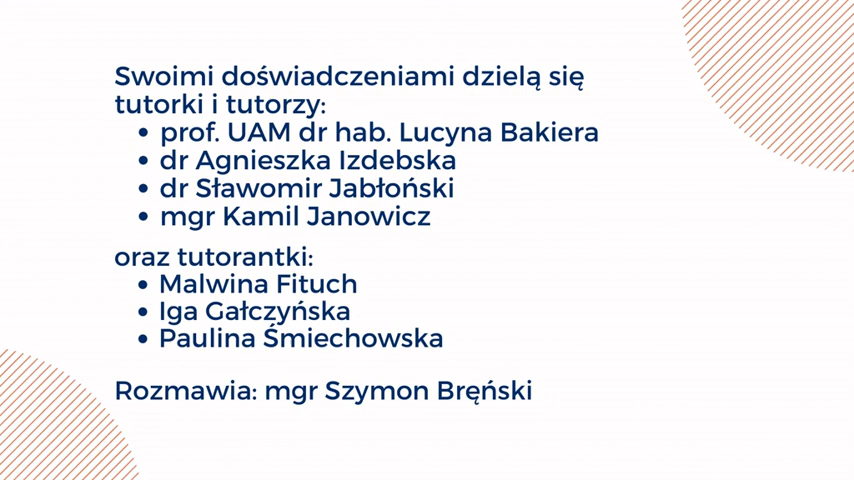 Swoimi doświadczeniami dzielą się
tutorki i tutorzy:
• prof. UAM dr hab. Lucyna Bakiera
• dr Agnieszka Izdebska
• dr Sławomir Jabłoński
• mgr Kamil Janowicz
oraz tutorantki:
• Malwina Fituch
• Iga Gałczyńska
• Paulina Śmiechowska
Rozmawia: mgr Szymon Bręński